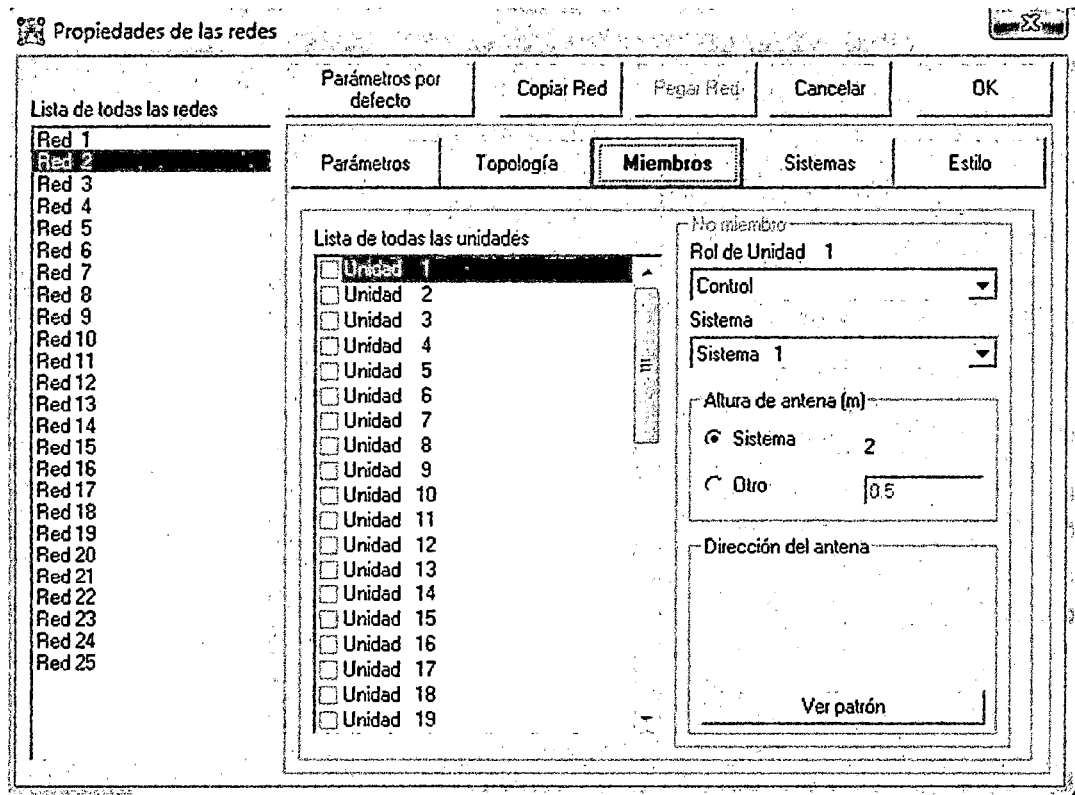 Propiedades de las redes
Parámetros por defecto
Copiar Red
Pegar Red
Cancelar
OK
Lista de todas las redes
Red 1
Red 2
Red 3
Red 4
Red 5
Red 6
Red 7
Red 8
Red 9
Red 10
Red 11
Red 12
Red 13
Red 14
Red 15
Red 16
Red 17
Red 18
Red 19
Red 20
Red 21
Red 22
Red 23
Red 24
Red 25
Parámetros
Topología
Miembros
Sistemas
Estilo
Lista de todas las unidades
Unidad 1
Unidad 2
Unidad 3
Unidad 4
Unidad 5
Unidad 6
Unidad 7
Unidad 8
Unidad 9
Unidad 10
Unidad 11
Unidad 12
Unidad 13
Unidad 14
Unidad 15
Unidad 16
Unidad 17
Unidad 18
Unidad 19
No miembro
Rol de Unidad 1
Control
Sistema
Sistema 1
Altura de antena (m)
Sistema 2
Otro 0.5
Dirección del antena
Ver patrón